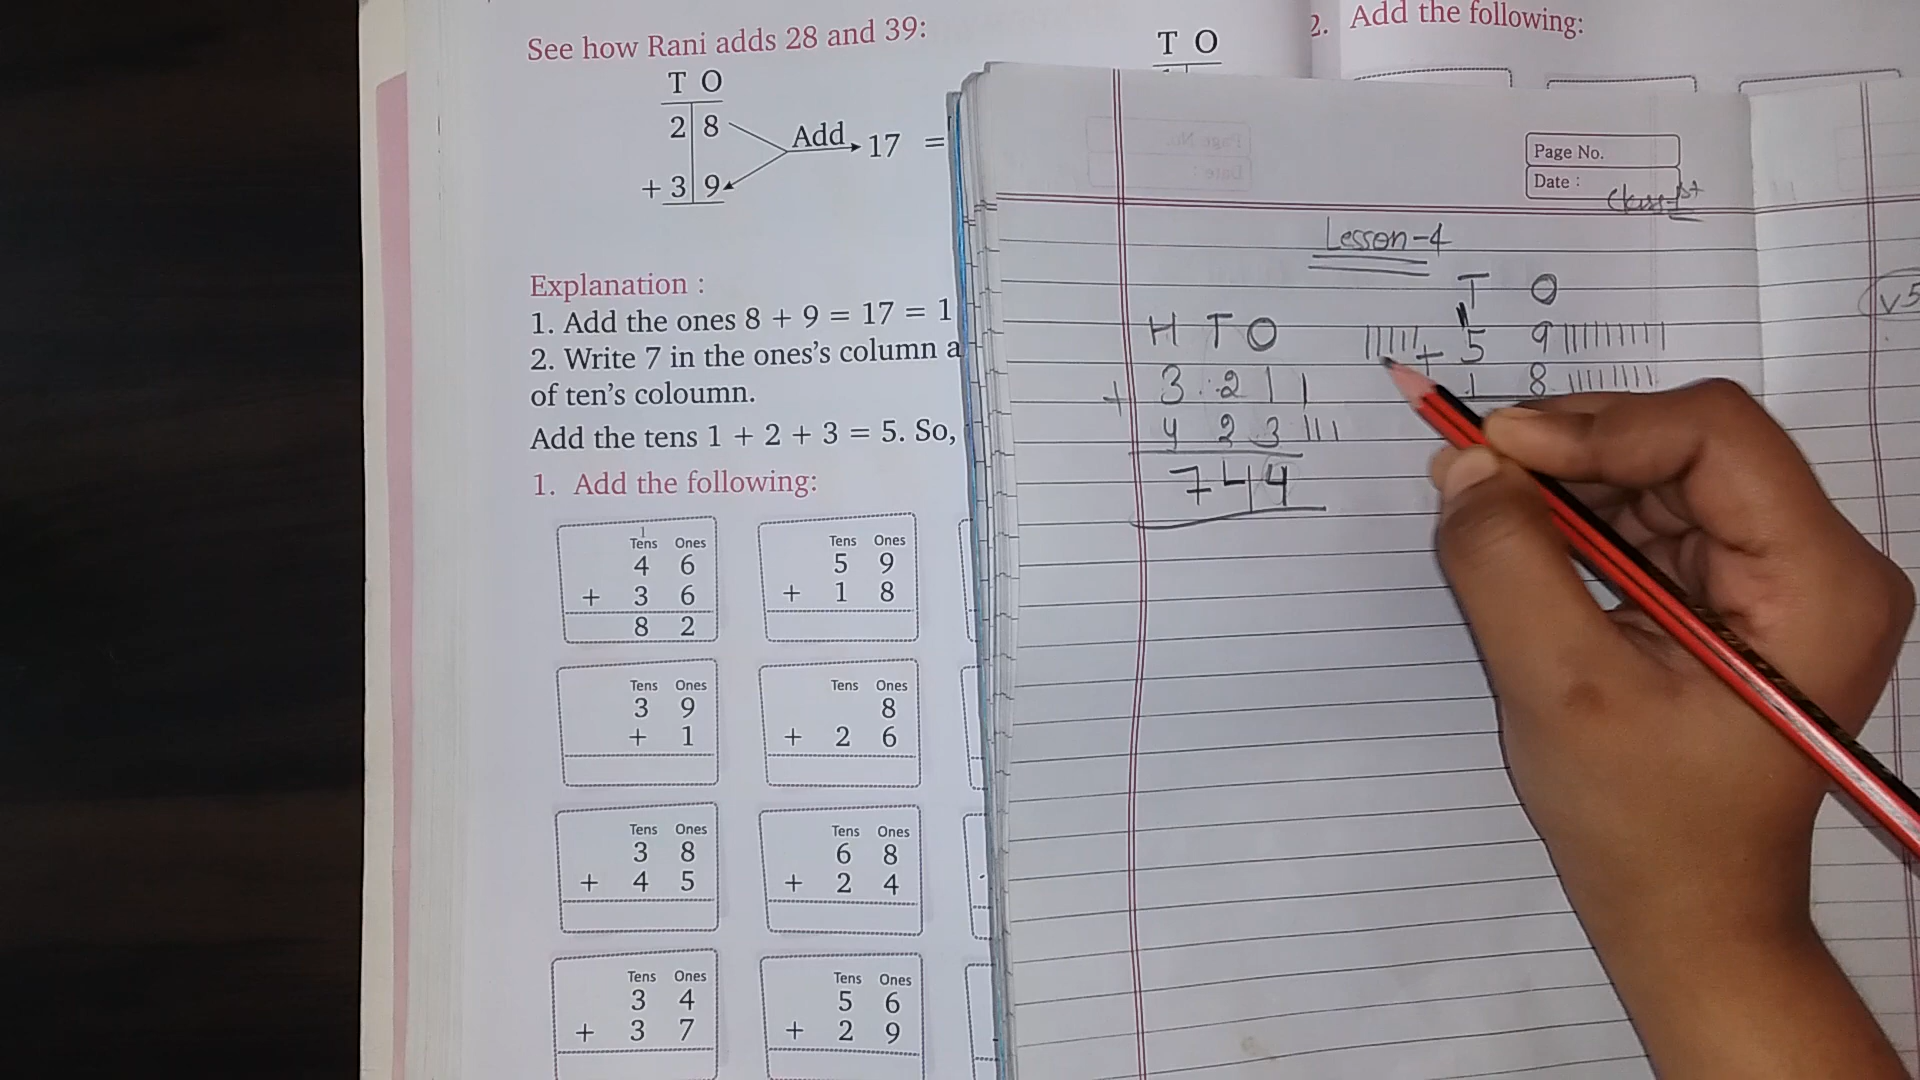 See how Rani adds 28 and 39:
T O
2 8
+ 3 9
Add 17 =
Explanation :
1. Add the ones 8 + 9 = 17 = 1
2. Write 7 in the ones's column a
of ten's coloumn.
Add the tens 1 + 2 + 3 = 5. So,
1. Add the following:
1
Tens Ones
4 6
+ 3 6
8 2
Tens Ones
5 9
+ 1 8
Tens Ones
3 9
+ 1
Tens Ones
8
+ 2 6
Tens Ones
3 8
+ 4 5
Tens Ones
6 8
+ 2 4
Tens Ones
3 4
+ 3 7
Tens Ones
5 6
+ 2 9
T O
2. Add the following:
Page No.
Date :
Class-1st
Lesson-4
H T O
3 2 1
+
4 2 3
7 4 4
T O
+ 5 9
1 8